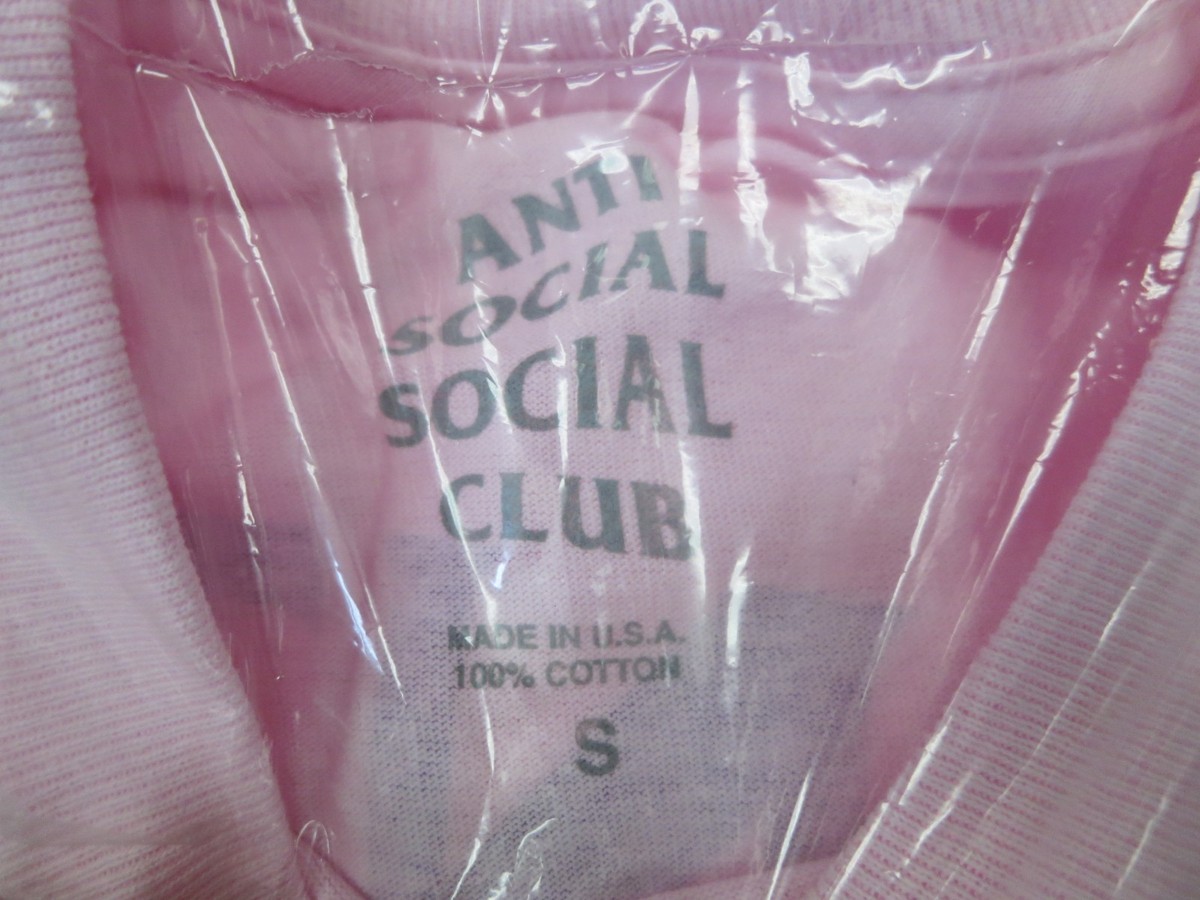 ANTI
SOCIAL
SOCIAL
CLUB
MADE IN U.S.A.
100% COTTON
S